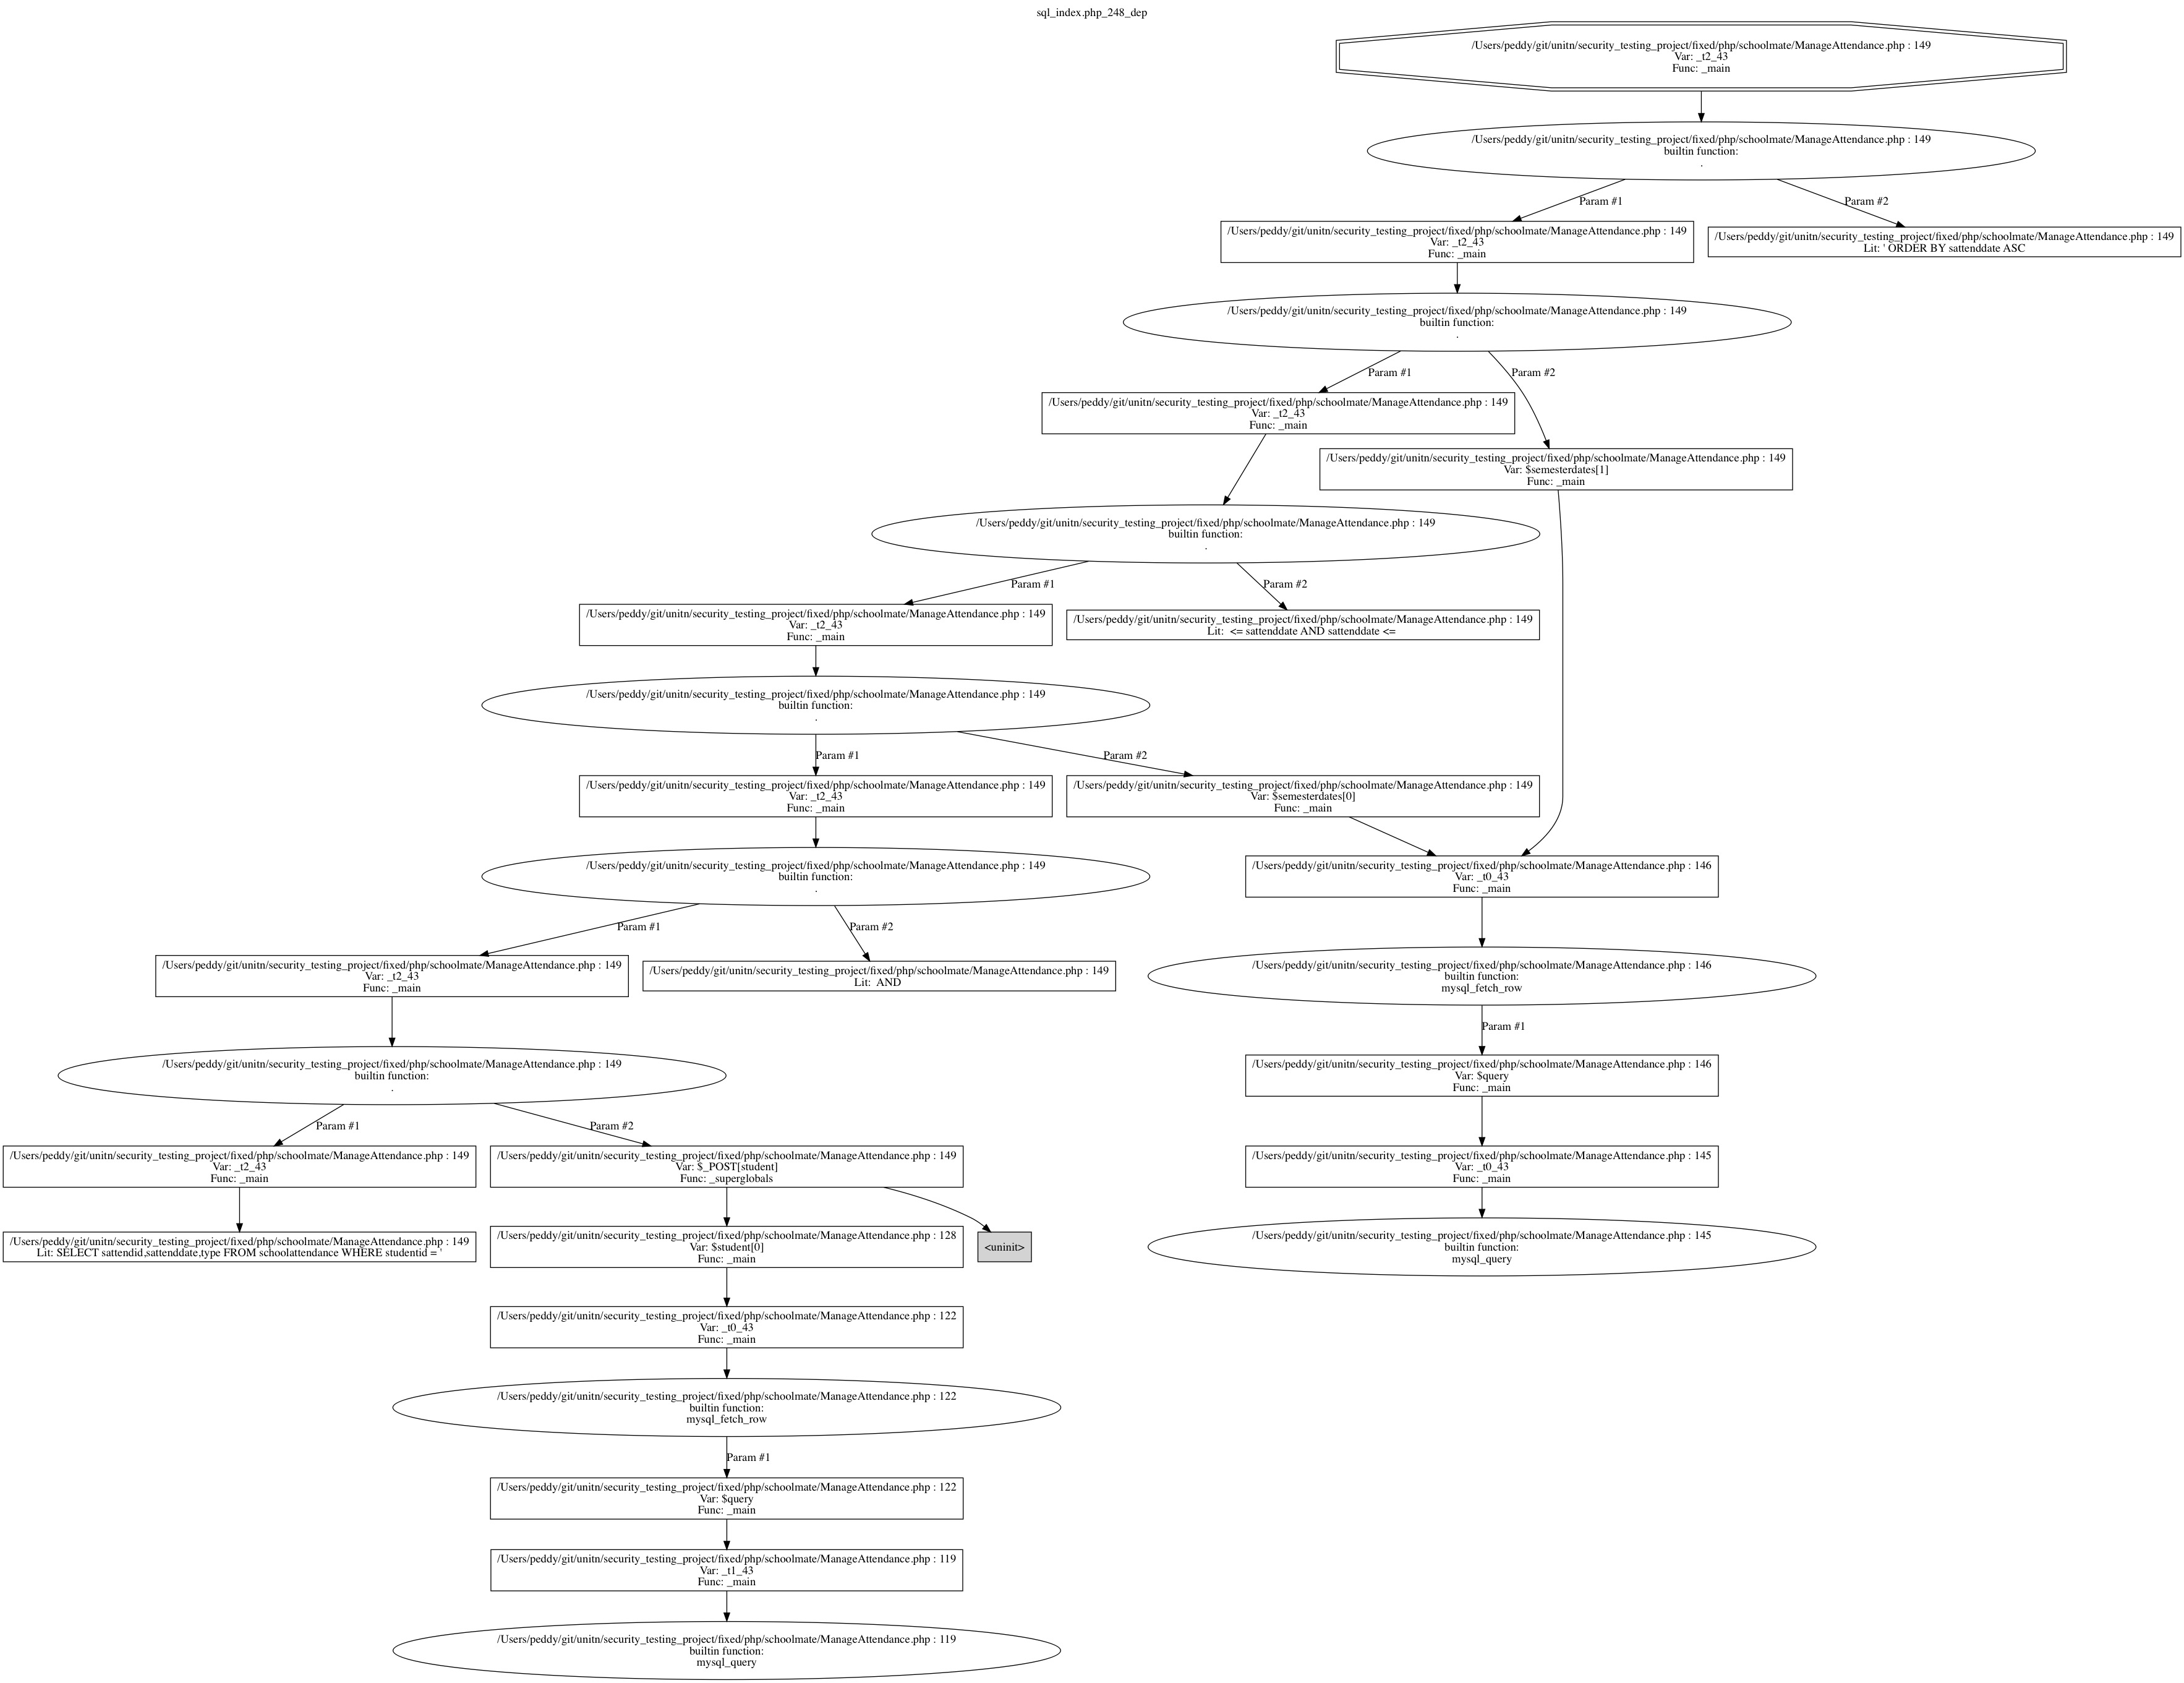 sql_index.php_248_dep
/Users/peddy/git/unitn/security_testing_project/fixed/php/schoolmate/ManageAttendance.php : 149
Var: _t2_43
Func: _main
/Users/peddy/git/unitn/security_testing_project/fixed/php/schoolmate/ManageAttendance.php : 149
builtin function:
.
Param #1
Param #2
/Users/peddy/git/unitn/security_testing_project/fixed/php/schoolmate/ManageAttendance.php : 149
Var: _t2_43
Func: _main
/Users/peddy/git/unitn/security_testing_project/fixed/php/schoolmate/ManageAttendance.php : 149
Lit: ' ORDER BY sattenddate ASC
/Users/peddy/git/unitn/security_testing_project/fixed/php/schoolmate/ManageAttendance.php : 149
builtin function:
.
Param #1
Param #2
/Users/peddy/git/unitn/security_testing_project/fixed/php/schoolmate/ManageAttendance.php : 149
Var: _t2_43
Func: _main
/Users/peddy/git/unitn/security_testing_project/fixed/php/schoolmate/ManageAttendance.php : 149
Var: $semesterdates[1]
Func: _main
/Users/peddy/git/unitn/security_testing_project/fixed/php/schoolmate/ManageAttendance.php : 149
builtin function:
.
Param #1
Param #2
/Users/peddy/git/unitn/security_testing_project/fixed/php/schoolmate/ManageAttendance.php : 149
Var: _t2_43
Func: _main
/Users/peddy/git/unitn/security_testing_project/fixed/php/schoolmate/ManageAttendance.php : 149
Lit:  <= sattenddate AND sattenddate <=
/Users/peddy/git/unitn/security_testing_project/fixed/php/schoolmate/ManageAttendance.php : 149
builtin function:
.
Param #1
Param #2
/Users/peddy/git/unitn/security_testing_project/fixed/php/schoolmate/ManageAttendance.php : 149
Var: _t2_43
Func: _main
/Users/peddy/git/unitn/security_testing_project/fixed/php/schoolmate/ManageAttendance.php : 149
Var: $semesterdates[0]
Func: _main
/Users/peddy/git/unitn/security_testing_project/fixed/php/schoolmate/ManageAttendance.php : 149
builtin function:
.
/Users/peddy/git/unitn/security_testing_project/fixed/php/schoolmate/ManageAttendance.php : 146
Var: _t0_43
Func: _main
Param #1
Param #2
/Users/peddy/git/unitn/security_testing_project/fixed/php/schoolmate/ManageAttendance.php : 149
Var: _t2_43
Func: _main
/Users/peddy/git/unitn/security_testing_project/fixed/php/schoolmate/ManageAttendance.php : 149
Lit:  AND
/Users/peddy/git/unitn/security_testing_project/fixed/php/schoolmate/ManageAttendance.php : 146
builtin function:
mysql_fetch_row
Param #1
/Users/peddy/git/unitn/security_testing_project/fixed/php/schoolmate/ManageAttendance.php : 149
builtin function:
.
/Users/peddy/git/unitn/security_testing_project/fixed/php/schoolmate/ManageAttendance.php : 146
Var: $query
Func: _main
Param #1
Param #2
/Users/peddy/git/unitn/security_testing_project/fixed/php/schoolmate/ManageAttendance.php : 149
Var: _t2_43
Func: _main
/Users/peddy/git/unitn/security_testing_project/fixed/php/schoolmate/ManageAttendance.php : 149
Var: $_POST[student]
Func: _superglobals
/Users/peddy/git/unitn/security_testing_project/fixed/php/schoolmate/ManageAttendance.php : 145
Var: _t0_43
Func: _main
/Users/peddy/git/unitn/security_testing_project/fixed/php/schoolmate/ManageAttendance.php : 149
Lit: SELECT sattendid,sattenddate,type FROM schoolattendance WHERE studentid = '
/Users/peddy/git/unitn/security_testing_project/fixed/php/schoolmate/ManageAttendance.php : 128
Var: $student[0]
Func: _main
<uninit>
/Users/peddy/git/unitn/security_testing_project/fixed/php/schoolmate/ManageAttendance.php : 145
builtin function:
mysql_query
/Users/peddy/git/unitn/security_testing_project/fixed/php/schoolmate/ManageAttendance.php : 122
Var: _t0_43
Func: _main
/Users/peddy/git/unitn/security_testing_project/fixed/php/schoolmate/ManageAttendance.php : 122
builtin function:
mysql_fetch_row
Param #1
/Users/peddy/git/unitn/security_testing_project/fixed/php/schoolmate/ManageAttendance.php : 122
Var: $query
Func: _main
/Users/peddy/git/unitn/security_testing_project/fixed/php/schoolmate/ManageAttendance.php : 119
Var: _t1_43
Func: _main
/Users/peddy/git/unitn/security_testing_project/fixed/php/schoolmate/ManageAttendance.php : 119
builtin function:
mysql_query